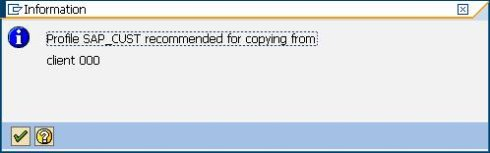 Information
Profile SAP_CUST recommended for copying from
client 000